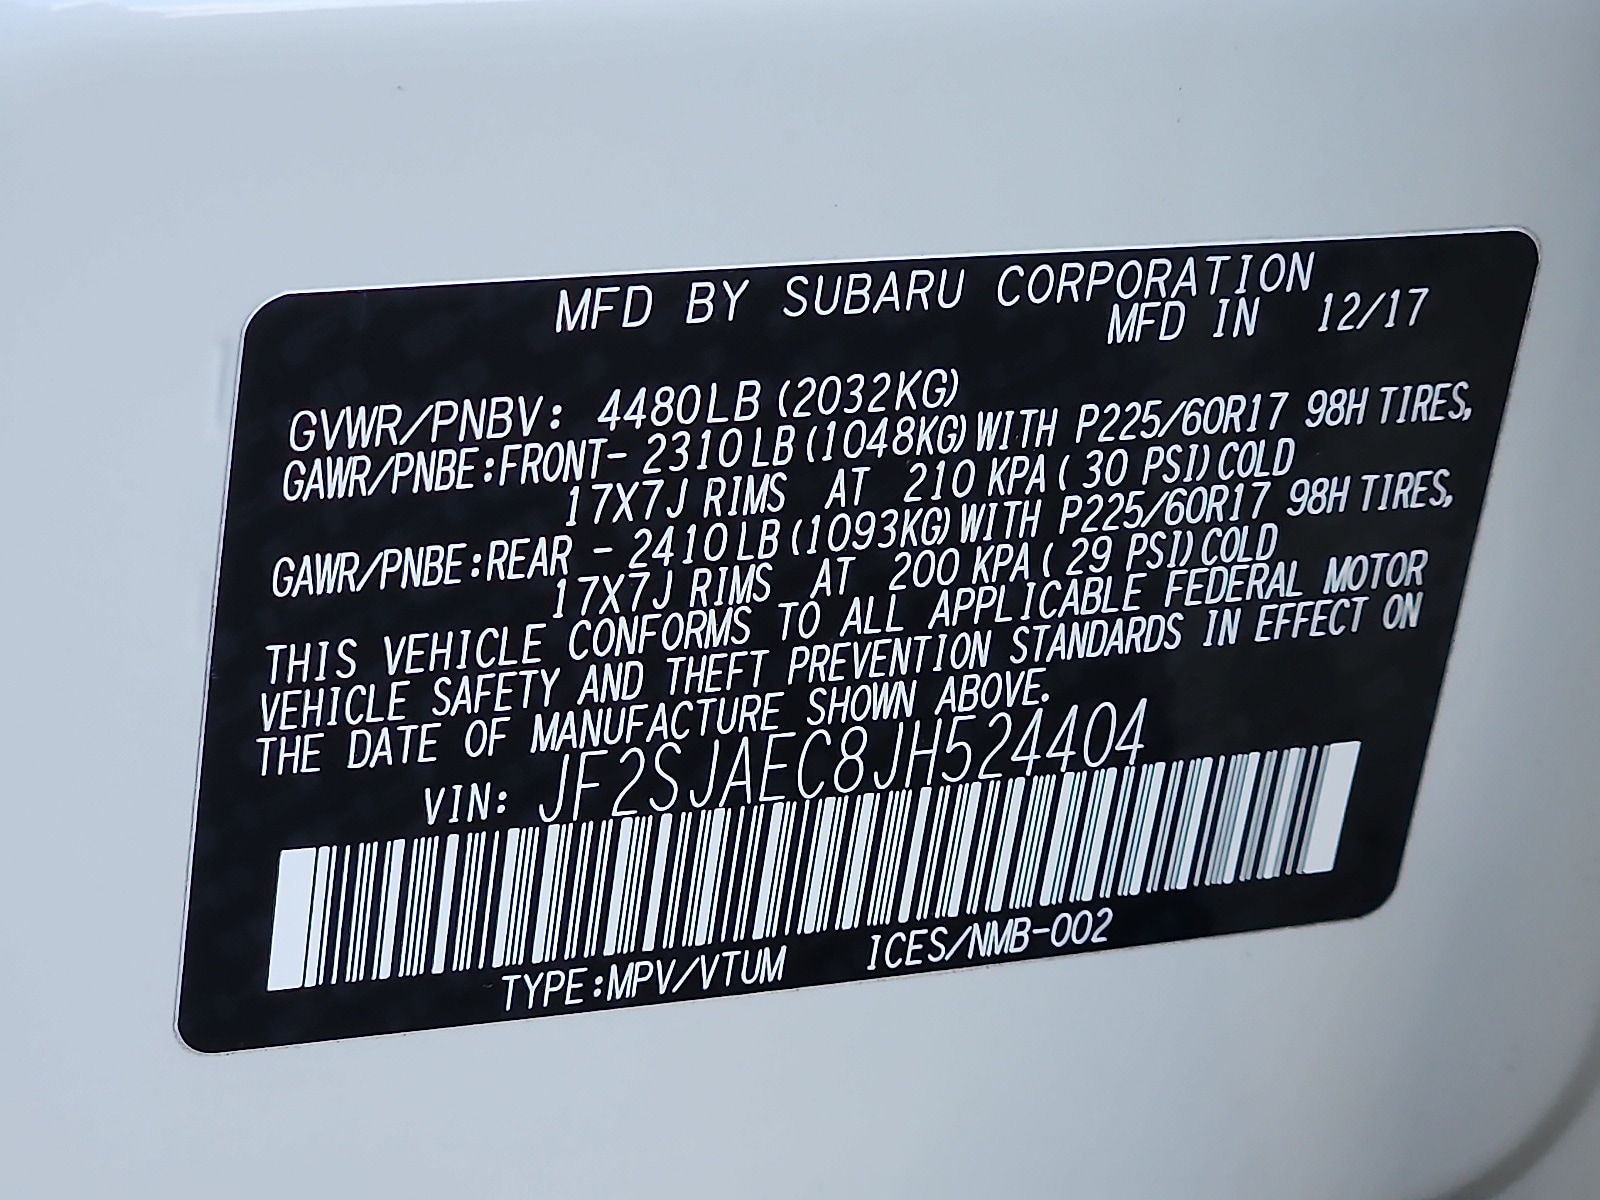 MFD BY SUBARU CORPORATION
MFD IN 12/17
GVWR/PNBV: 4480LB (2032KG)
GAWR/PNBE:FRONT- 2310LB (1048KG) WITH P225/60R17 98H TIRES,
17X7J RIMS AT 210 KPA ( 30 PSI) COLD
GAWR/PNBE:REAR - 2410LB (1093KG) WITH P225/60R17 98H TIRES,
17X7J RIMS AT 200 KPA ( 29 PSI) COLD
THIS VEHICLE CONFORMS TO ALL APPLICABLE FEDERAL MOTOR
VEHICLE SAFETY AND THEFT PREVENTION STANDARDS IN EFFECT ON
THE DATE OF MANUFACTURE SHOWN ABOVE.
VIN: JF2SJAEC8JH524404
TYPE:MPV/VTUM ICES/NMB-002